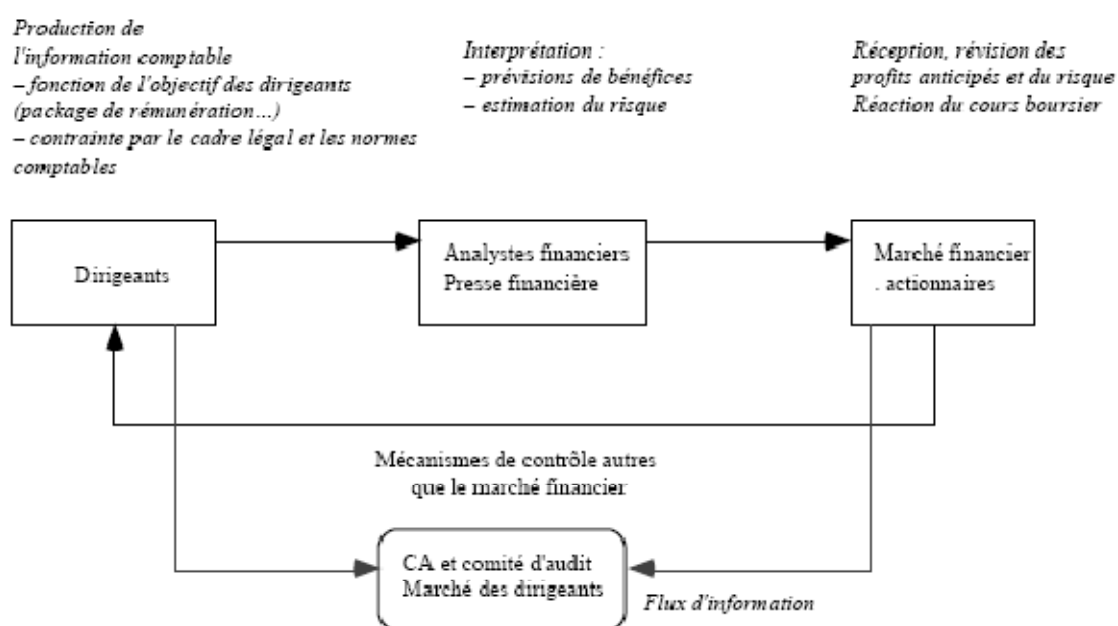 Production de
l'information comptable
– fonction de l'objectif des dirigeants
(package de rémunération...)
– contrainte par le cadre légal et les normes
comptables
Interprétation :
– prévisions de bénéfices
– estimation du risque
Réception, révision des
profits anticipés et du risque
Réaction du cours boursier
Dirigeants
Analystes financiers
Presse financière
Marché financier
. actionnaires
Mécanismes de contrôle autres
que le marché financier
CA et comité d'audit
Marché des dirigeants
Flux d'information